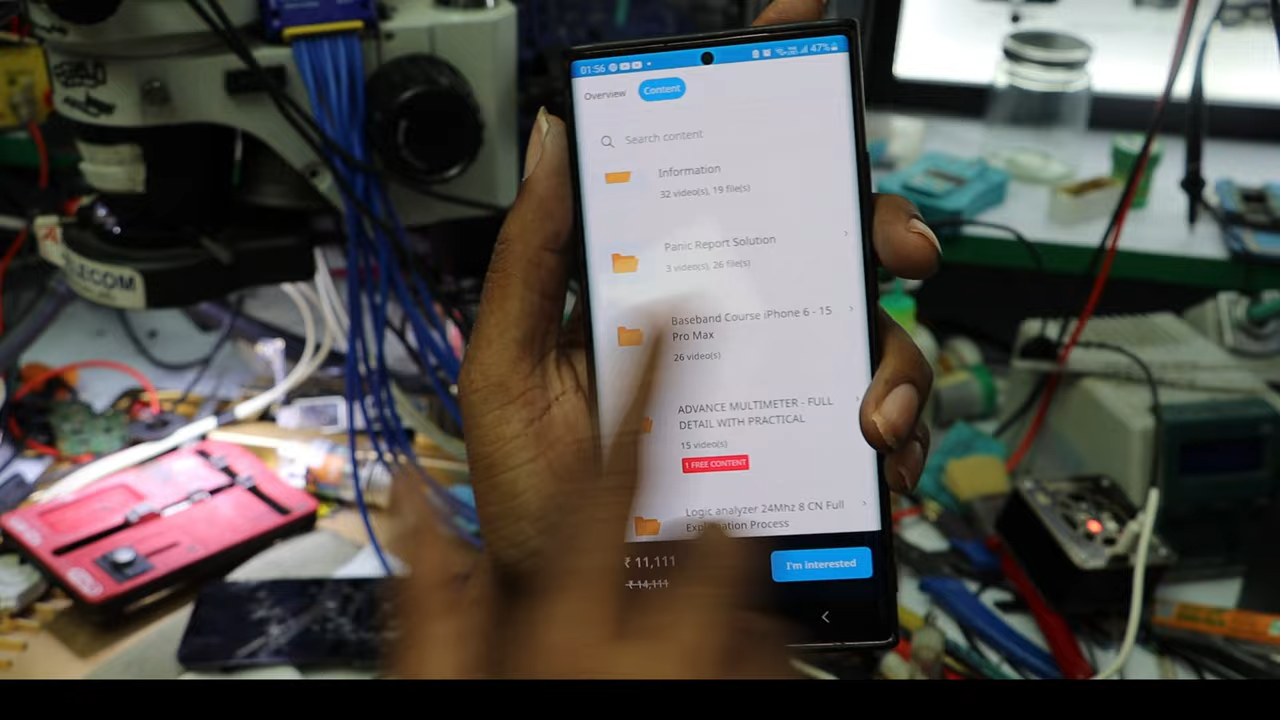 01:56
47%
Overview
Content
Search content
Information
32 video(s), 19 file(s)
Panic Report Solution
3 video(s), 26 file(s)
Baseband Course iPhone 6 - 15
Pro Max
26 video(s)
ADVANCE MULTIMETER - FULL
DETAIL WITH PRACTICAL
15 video(s)
1 FREE CONTENT
Logic analyzer 24Mhz 8 CN Full
Explanation Process
₹ 11,111
₹ 14,111
I'm interested
ELECOM